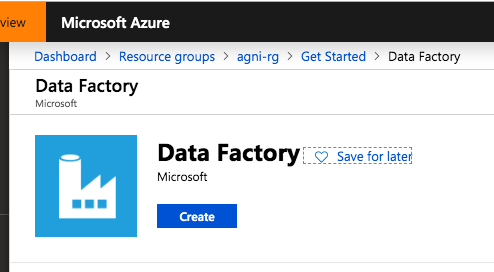 view
Microsoft Azure
Dashboard > Resource groups > agni-rg > Get Started > Data Factory
Data Factory
Microsoft
Data Factory
Save for later
Microsoft
Create